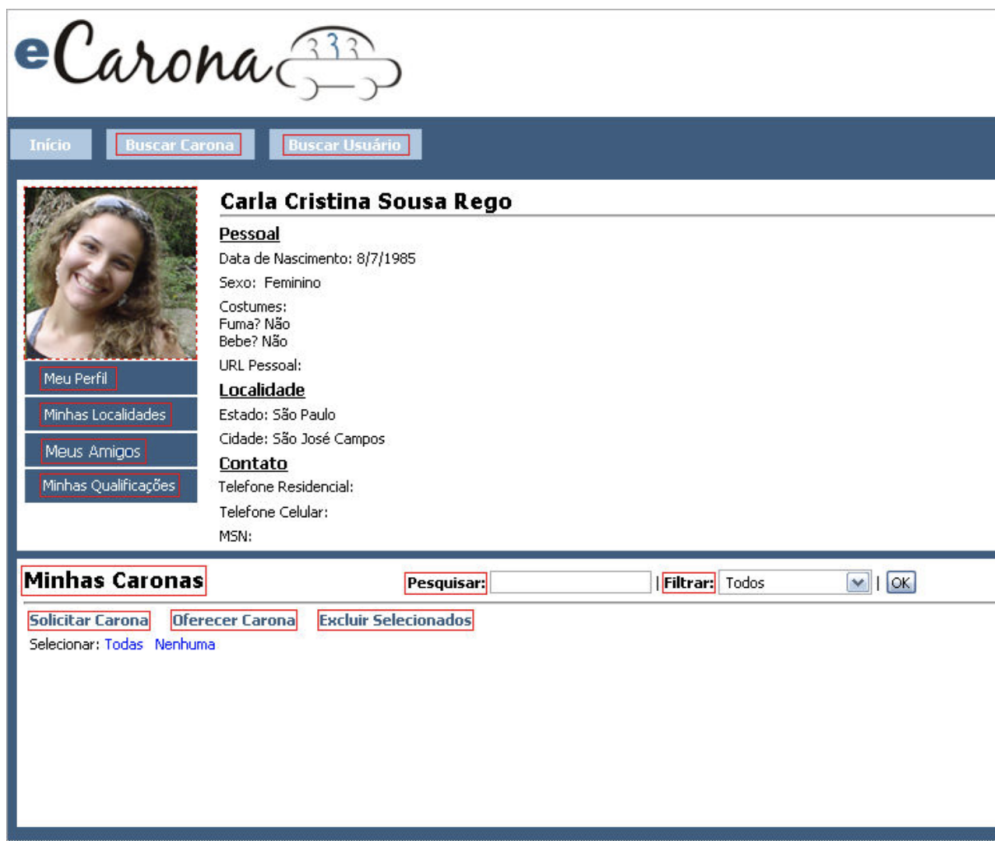 eCarona
Início Buscar Carona Buscar Usuário
Carla Cristina Sousa Rego
Pessoal
Data de Nascimento: 8/7/1985
Sexo: Feminino
Costumes:
Fuma? Não
Bebe? Não
URL Pessoal:
Localidade
Estado: São Paulo
Cidade: São José Campos
Contato
Telefone Residencial:
Telefone Celular:
MSN:
Meu Perfil
Minhas Localidades
Meus Amigos
Minhas Qualificações
Minhas Caronas Pesquisar: | Filtrar: Todos | OK
Solicitar Carona Oferecer Carona Excluir Selecionados
Selecionar: Todas Nenhuma